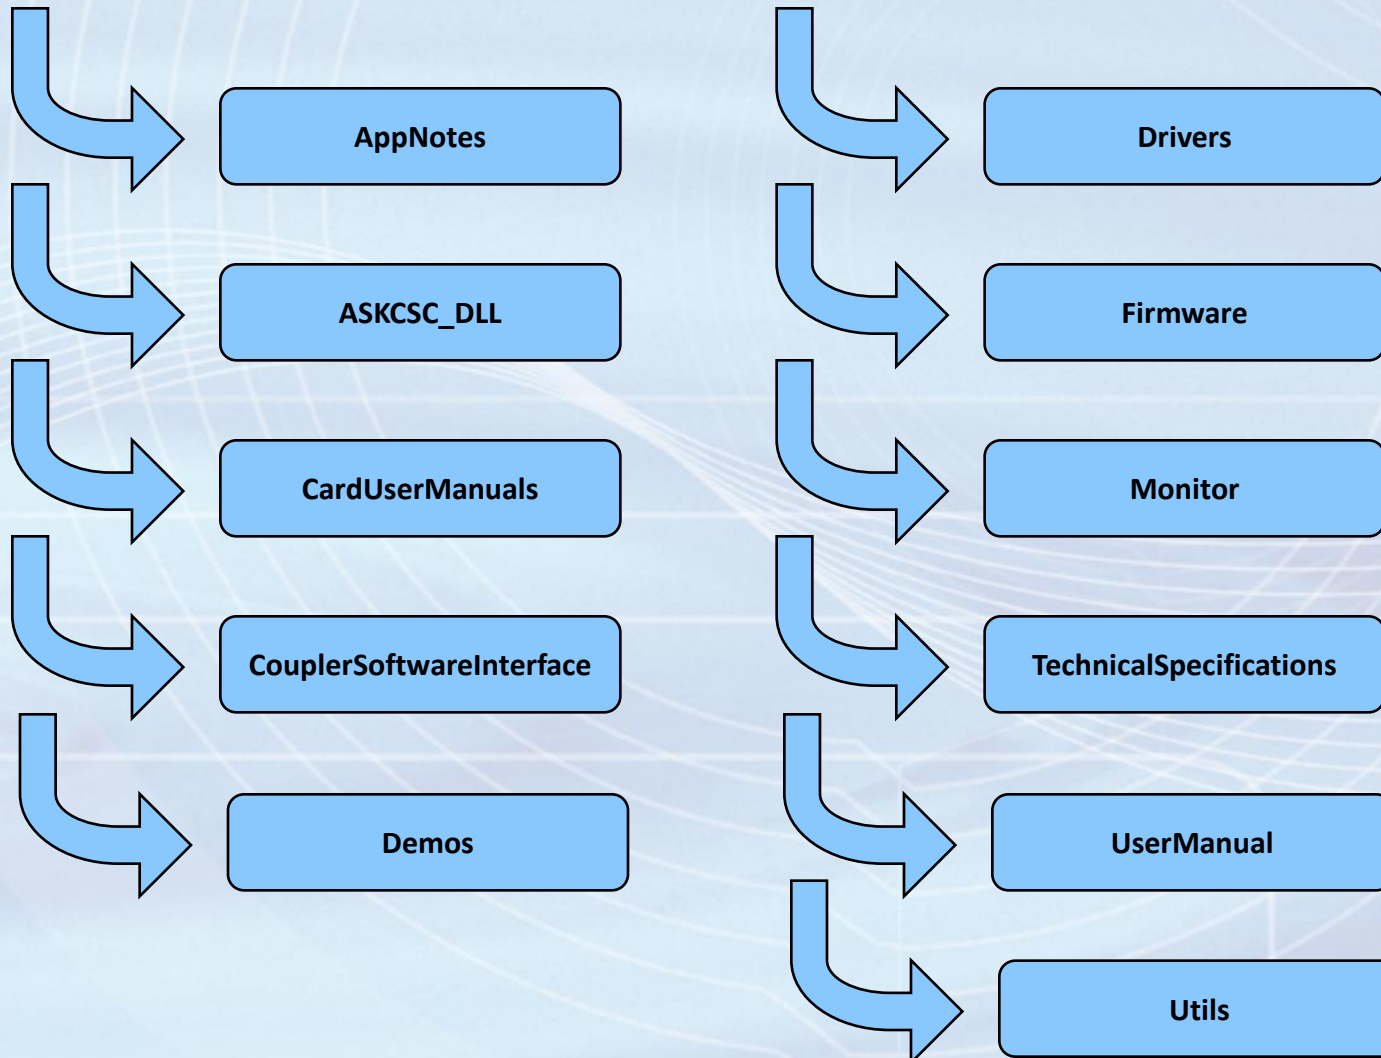 AppNotes
ASKCSC_DLL
CardUserManuals
CouplerSoftwareInterface
Demos
Drivers
Firmware
Monitor
TechnicalSpecifications
UserManual
Utils